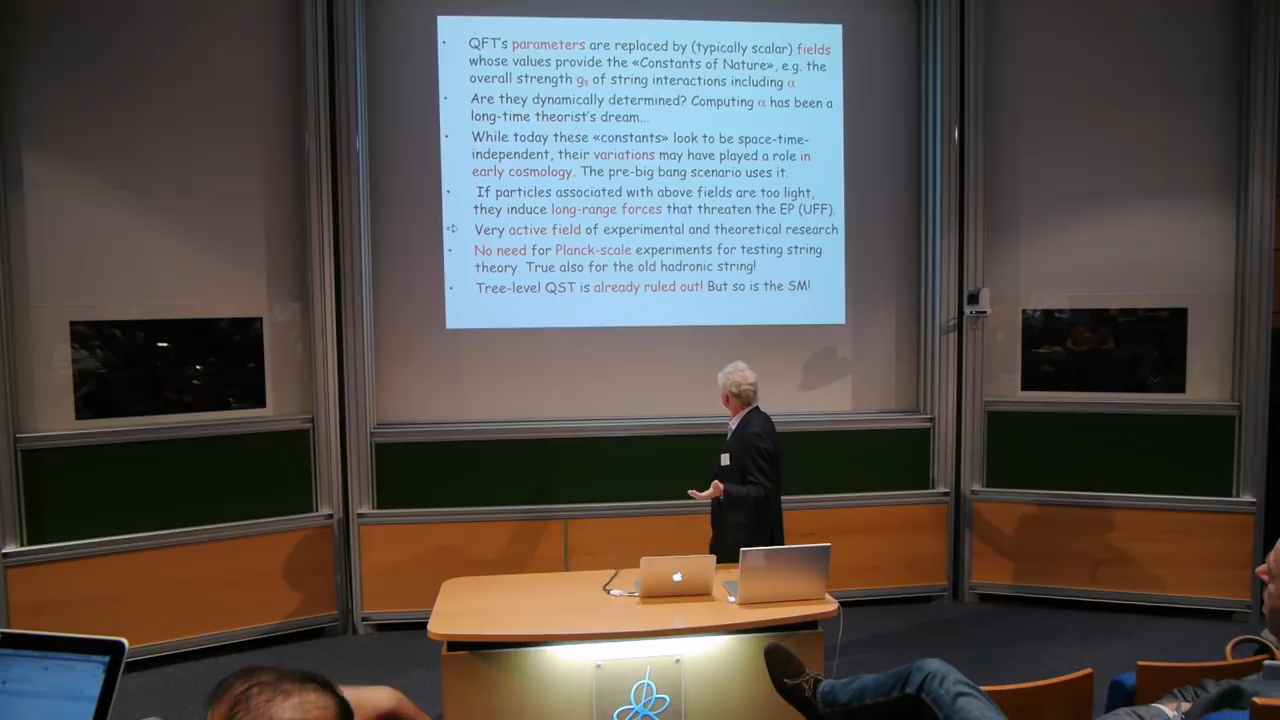 QFT's parameters are replaced by (typically scalar) fields
whose values provide the «Constants of Nature», e.g. the
overall strength gs of string interactions including α
Are they dynamically determined? Computing α has been a
long-time theorist's dream...
While today these «constants» look to be space-time-
independent, their variations may have played a role in
early cosmology. The pre-big bang scenario uses it.
If particles associated with above fields are too light,
they induce long-range forces that threaten the EP (UFF).
⇨ Very active field of experimental and theoretical research
No need for Planck-scale experiments for testing string
theory. True also for the old hadronic string!
Tree-level QST is already ruled out! But so is the SM!